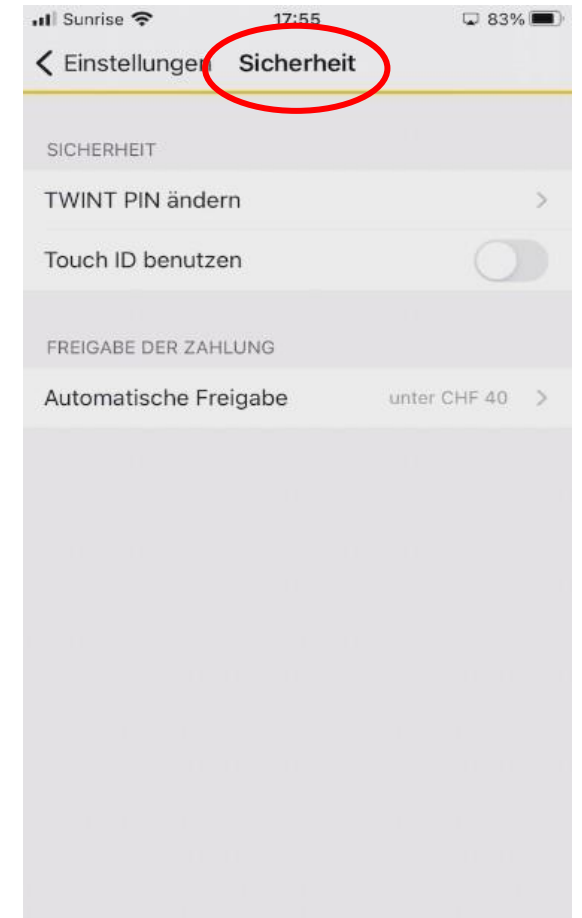 Sunrise 17:55 83%
Einstellungen Sicherheit
SICHERHEIT
TWINT PIN ändern
Touch ID benutzen
FREIGABE DER ZAHLUNG
Automatische Freigabe unter CHF 40